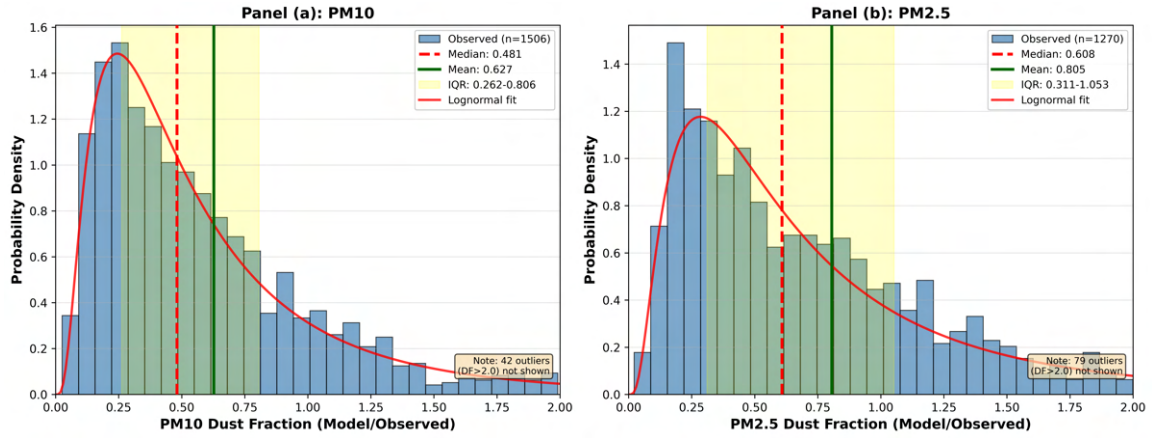 Panel (a): PM10
1.6
1.4
1.2
1.0
0.8
0.6
0.4
0.2
0.0
Probability Density
Observed (n=1506)
Median: 0.481
Mean: 0.627
IQR: 0.262-0.806
Lognormal fit
Note: 42 outliers
(DF>2.0) not shown
0.00 0.25 0.50 0.75 1.00 1.25 1.50 1.75 2.00
PM10 Dust Fraction (Model/Observed)
Panel (b): PM2.5
1.4
1.2
1.0
0.8
0.6
0.4
0.2
0.0
Probability Density
Observed (n=1270)
Median: 0.608
Mean: 0.805
IQR: 0.311-1.053
Lognormal fit
Note: 79 outliers
(DF>2.0) not shown
0.00 0.25 0.50 0.75 1.00 1.25 1.50 1.75 2.00
PM2.5 Dust Fraction (Model/Observed)